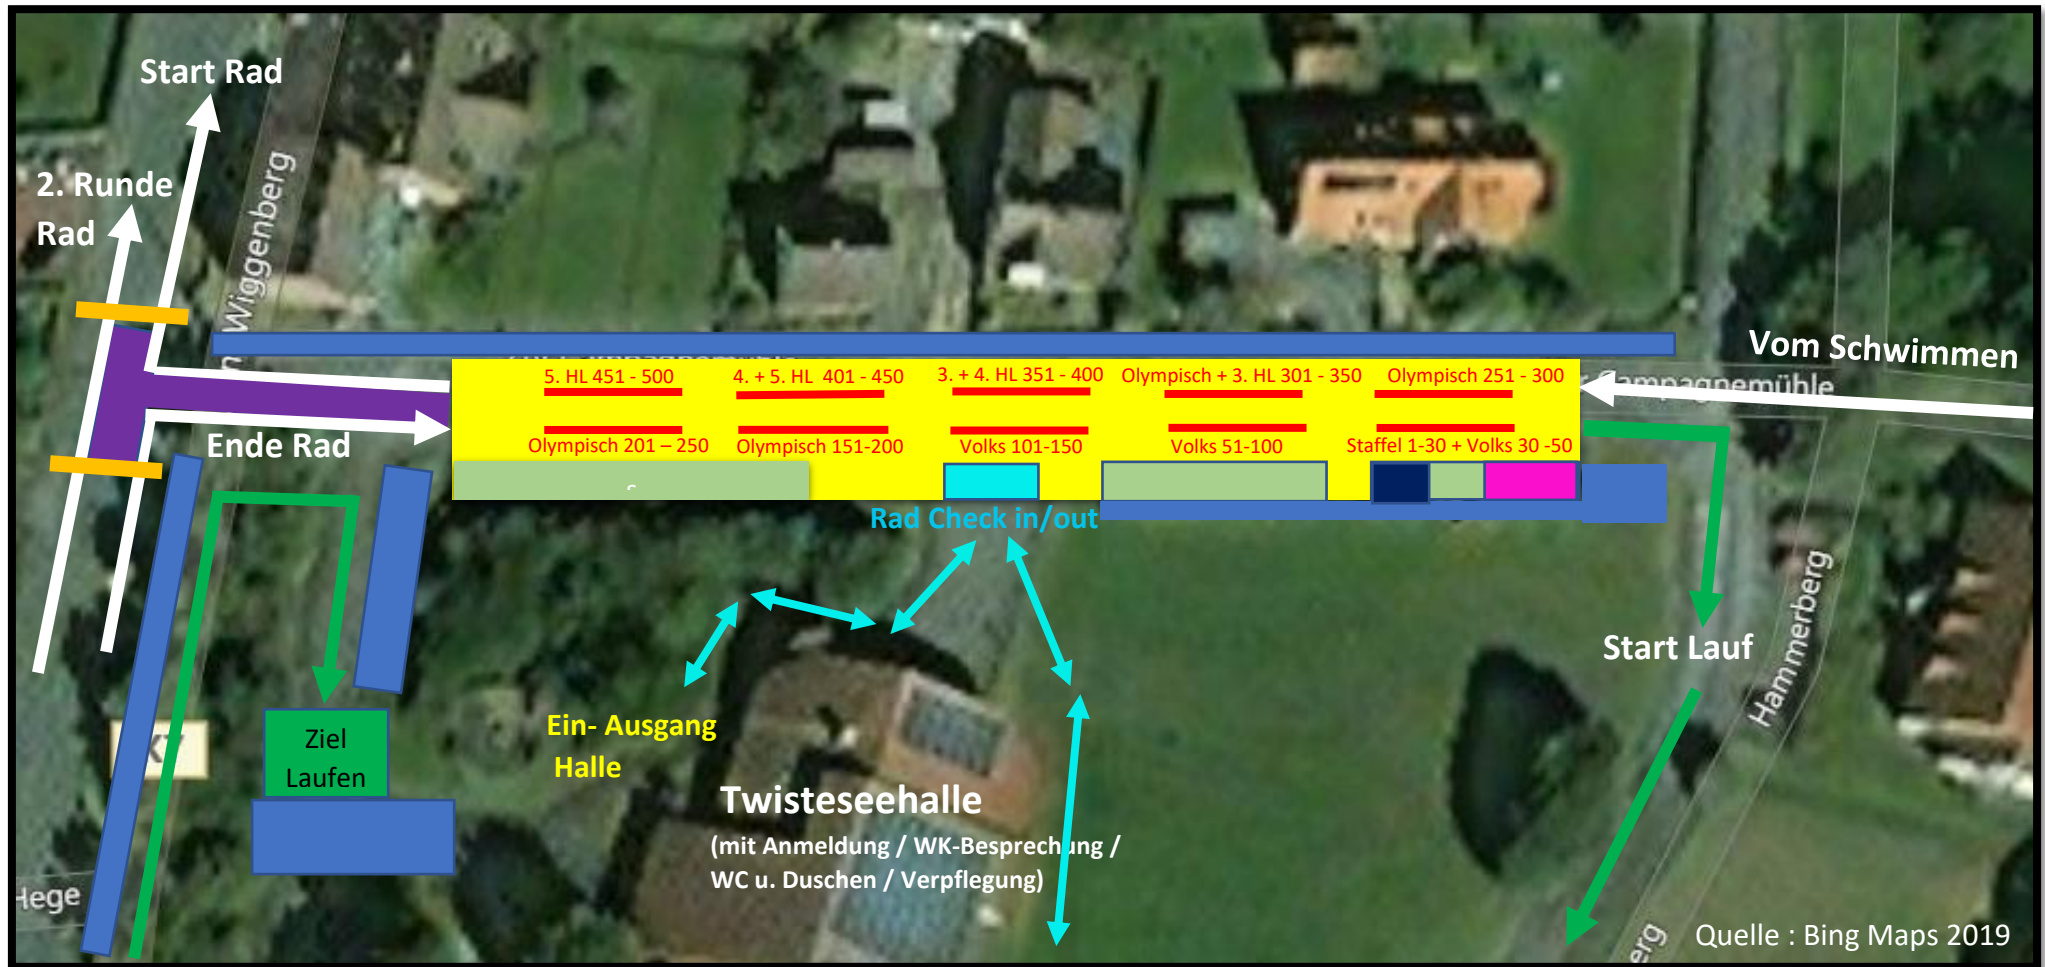 Start Rad
2. Runde
Rad
Wiggenberg
Vom Schwimmen
Campagnemühle
5. HL 451 - 500
4. + 5. HL 401 - 450
3. + 4. HL 351 - 400
Olympisch + 3. HL 301 - 350
Olympisch 251 - 300
Ende Rad
Olympisch 201 – 250
Olympisch 151-200
Volks 101-150
Volks 51-100
Staffel 1-30 + Volks 30 -50
Rad Check in/out
Start Lauf
Hammerberg
Ein- Ausgang
Halle
Ziel
Laufen
Twisteseehalle
(mit Anmeldung / WK-Besprechung /
WC u. Duschen / Verpflegung)
Hege
erg
Quelle : Bing Maps 2019